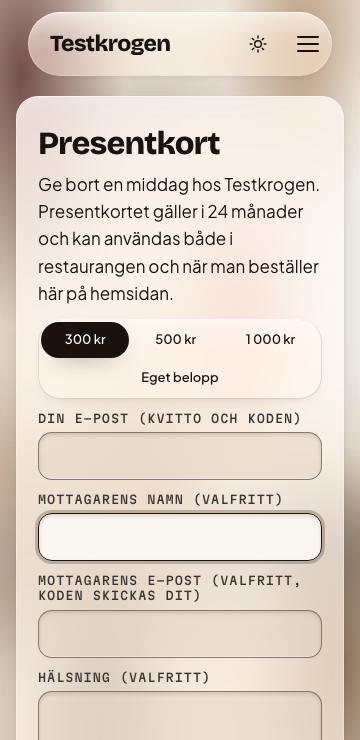 Testkrogen
Presentkort
Ge bort en middag hos Testkrogen.
Presentkortet gäller i 24 månader
och kan användas både i
restaurangen och när man beställer
här på hemsidan.
300 kr 500 kr 1 000 kr
Eget belopp
DIN E-POST (KVITTO OCH KODEN)
MOTTAGARENS NAMN (VALFRITT)
MOTTAGARENS E-POST (VALFRITT,
KODEN SKICKAS DIT)
HÄLSNING (VALFRITT)